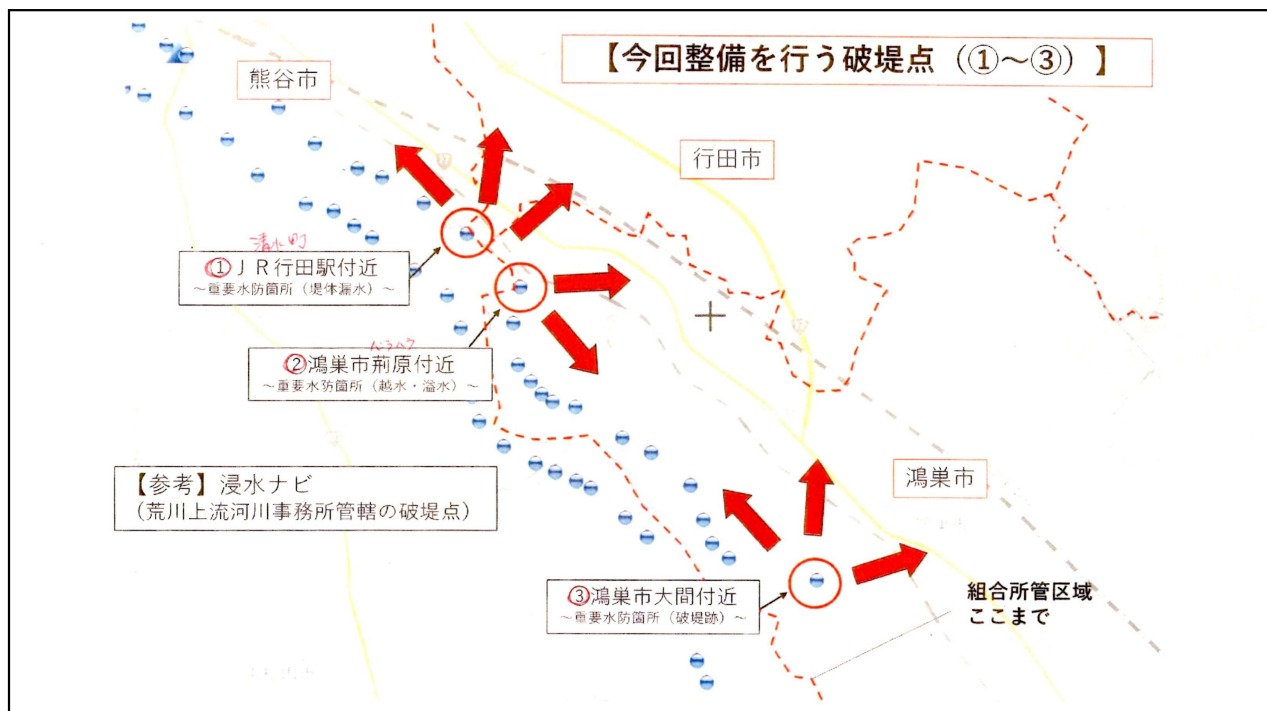 【今回整備を行う破堤点（①～③）】
熊谷市
行田市
17
清水町
①ＪＲ行田駅付近
～重要水防箇所（堤体漏水）～
②鴻巣市荊原付近
～重要水防箇所（越水・溢水）～
【参考】浸水ナビ
（荒川上流河川事務所管轄の破堤点）
鴻巣市
③鴻巣市大間付近
～重要水防箇所（破堤跡）～
組合所管区域
ここまで